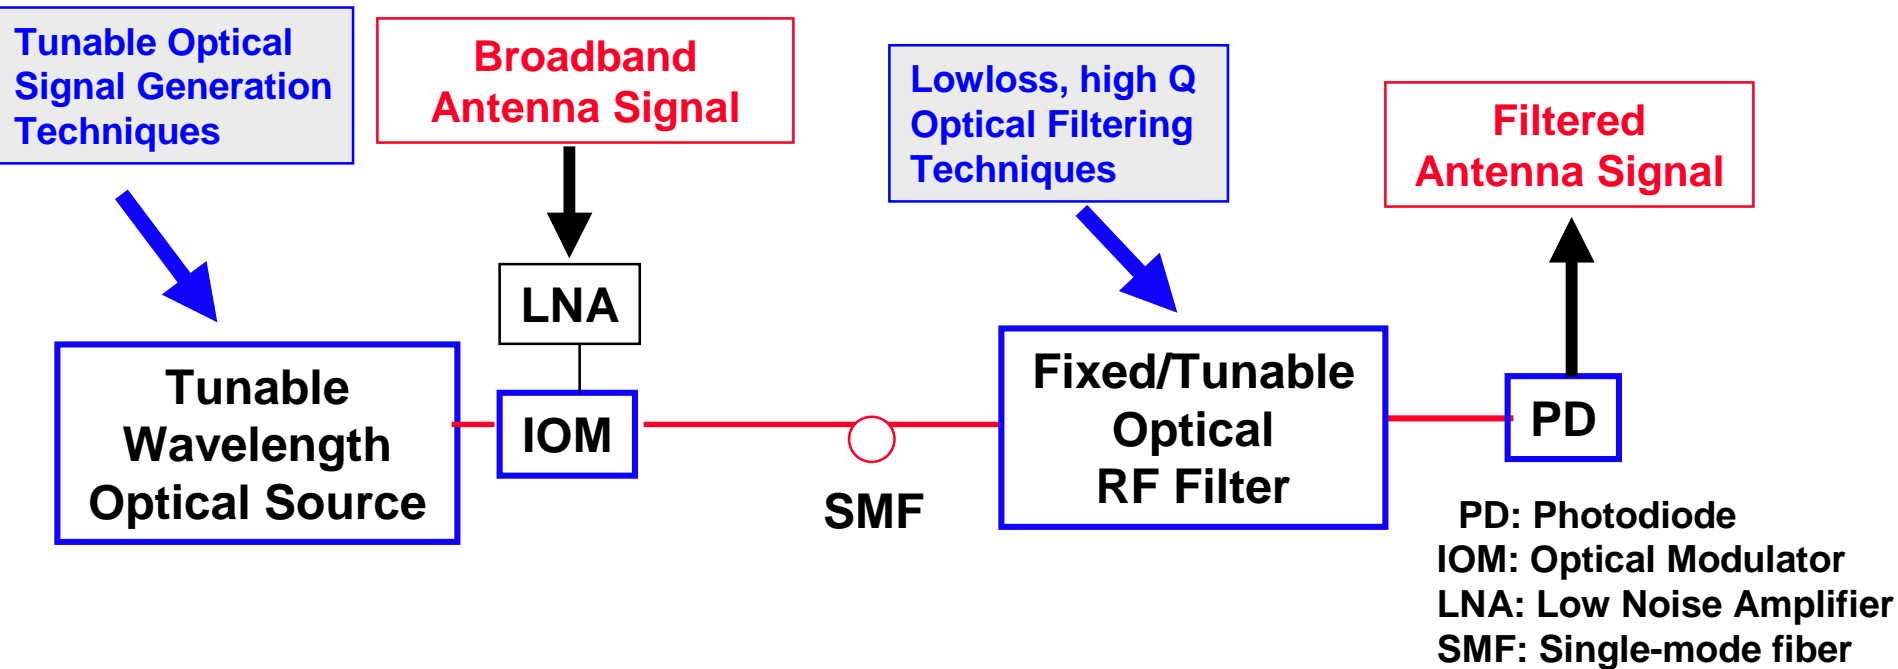 Tunable Optical
Signal Generation
Techniques
Broadband
Antenna Signal
Lowloss, high Q
Optical Filtering
Techniques
Filtered
Antenna Signal
LNA
Tunable
Wavelength
Optical Source
IOM
SMF
Fixed/Tunable
Optical
RF Filter
PD
PD: Photodiode
IOM: Optical Modulator
LNA: Low Noise Amplifier
SMF: Single-mode fiber